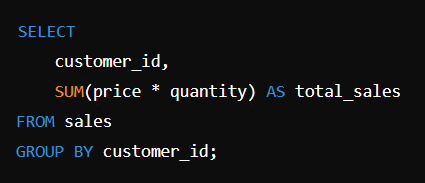 SELECT
    customer_id,
    SUM(price * quantity) AS total_sales
FROM sales
GROUP BY customer_id;